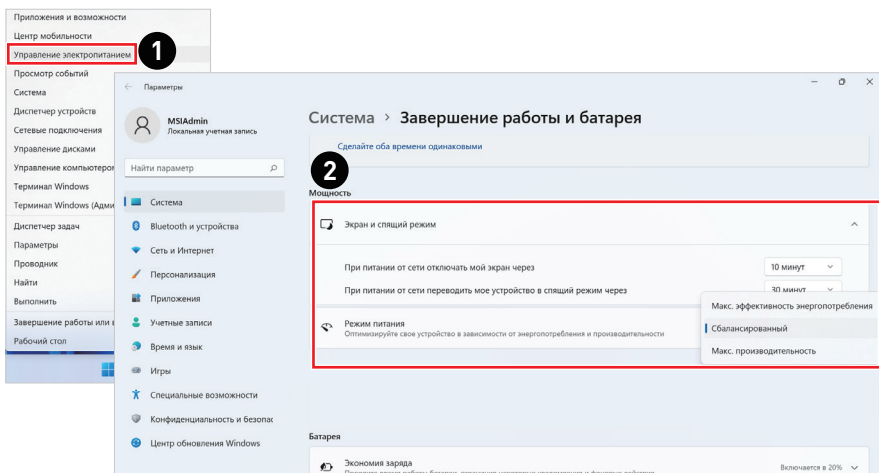 Приложения и возможности
Центр мобильности
Управление электропитанием
1
Просмотр событий
Система
Диспетчер устройств
Сетевые подключения
Управление дисками
Управление компьютером
Терминал Windows
Терминал Windows (Адми
Диспетчер задач
Параметры
Проводник
Найти
Выполнить
Завершение работы или в
Рабочий стол
Параметры
MSIAdmin
Локальная учетная запись
Найти параметр
Система
Bluetooth и устройства
Сеть и Интернет
Персонализация
Приложения
Учетные записи
Время и язык
Игры
Специальные возможности
Конфиденциальность и безопас
Центр обновления Windows
Система > Завершение работы и батарея
Сделайте оба времени одинаковыми
2
Мощность
Экран и спящий режим
При питании от сети отключать мой экран через
10 минут
При питании от сети переводить мое устройство в спящий режим через
30 минут
Режим питания
Оптимизируйте свое устройство в зависимости от энергопотребления и производительности
Макс. эффективность энергопотребления
Сбалансированный
Макс. производительность
Батарея
Экономия заряда
Включается в 20%